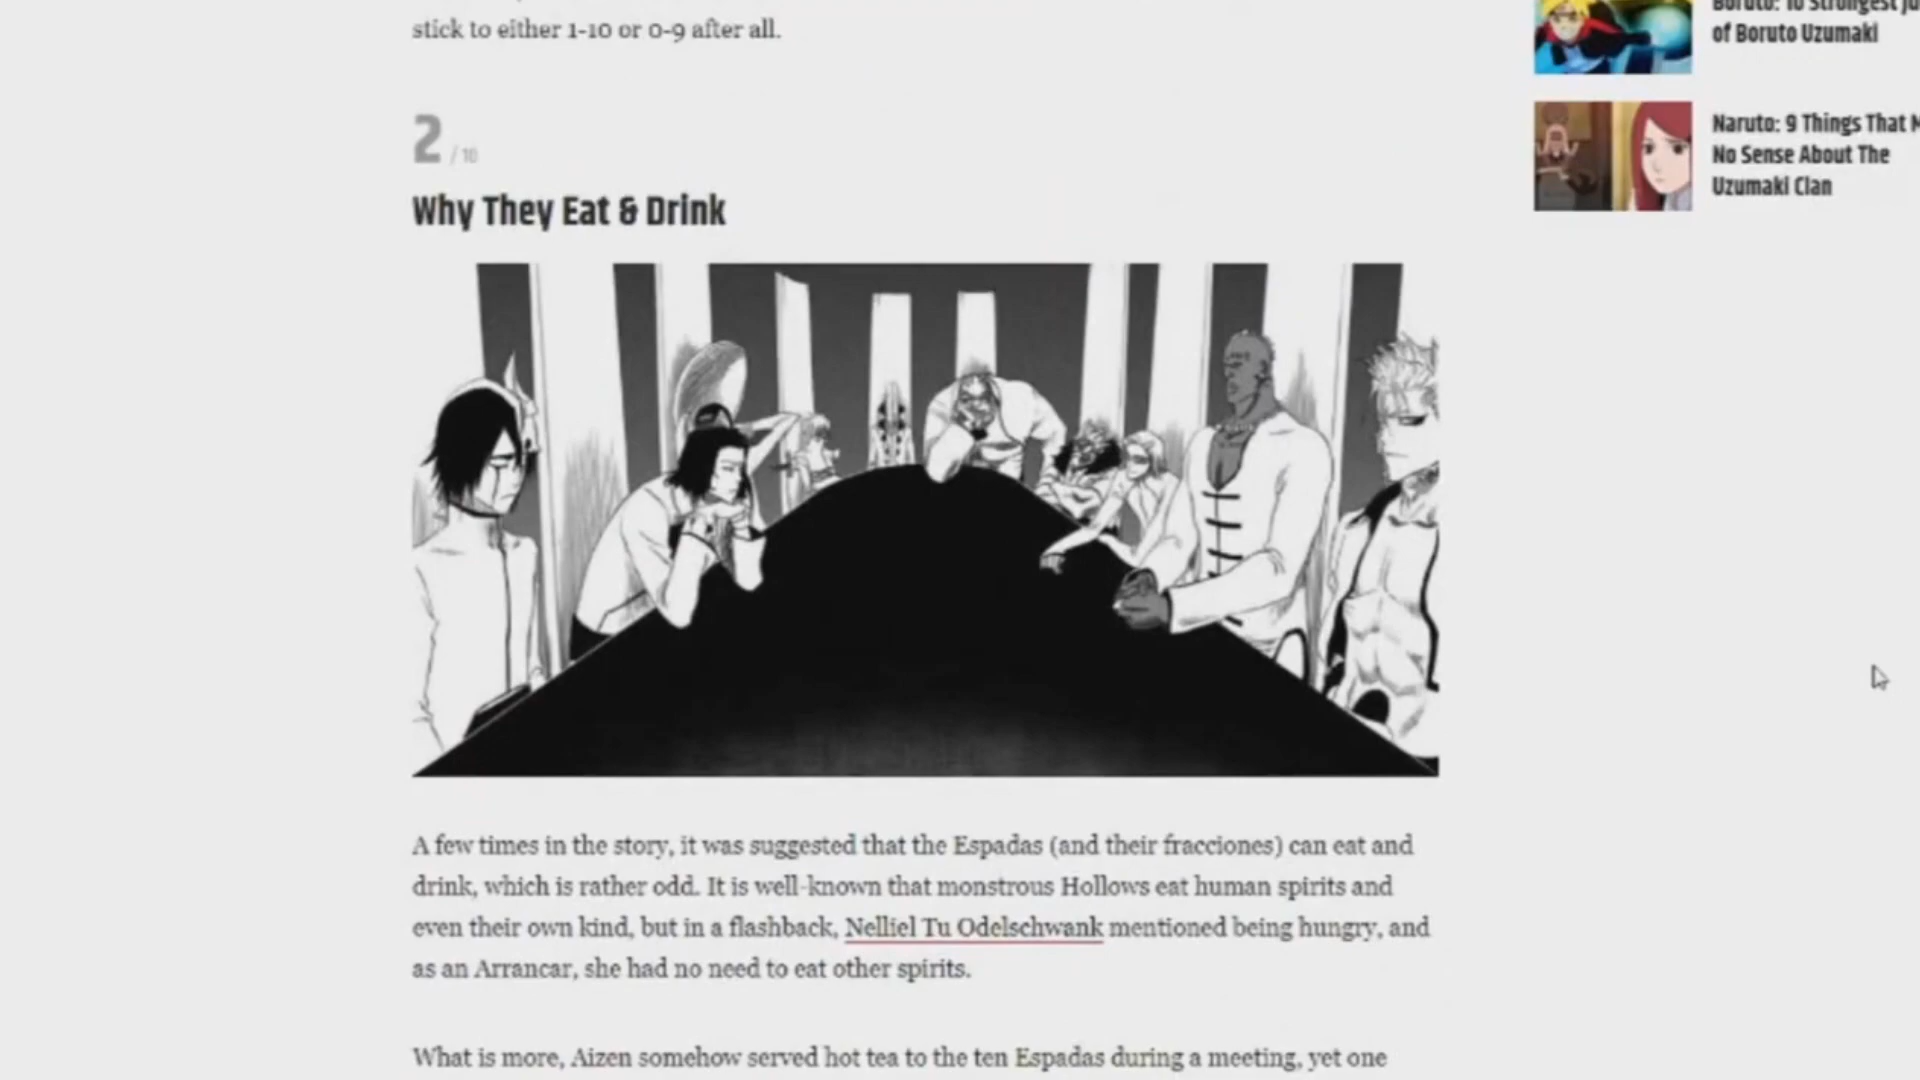 stick to either 1-10 or 0-9 after all.
2 / 10
Why They Eat & Drink
A few times in the story, it was suggested that the Espadas (and their fracciones) can eat and
drink, which is rather odd. It is well-known that monstrous Hollows eat human spirits and
even their own kind, but in a flashback, Nelliel Tu Odelschwank mentioned being hungry, and
as an Arrancar, she had no need to eat other spirits.
What is more, Aizen somehow served hot tea to the ten Espadas during a meeting, yet one
Boruto: 10 Strongest
of Boruto Uzumaki
Naruto: 9 Things That
No Sense About The
Uzumaki Clan